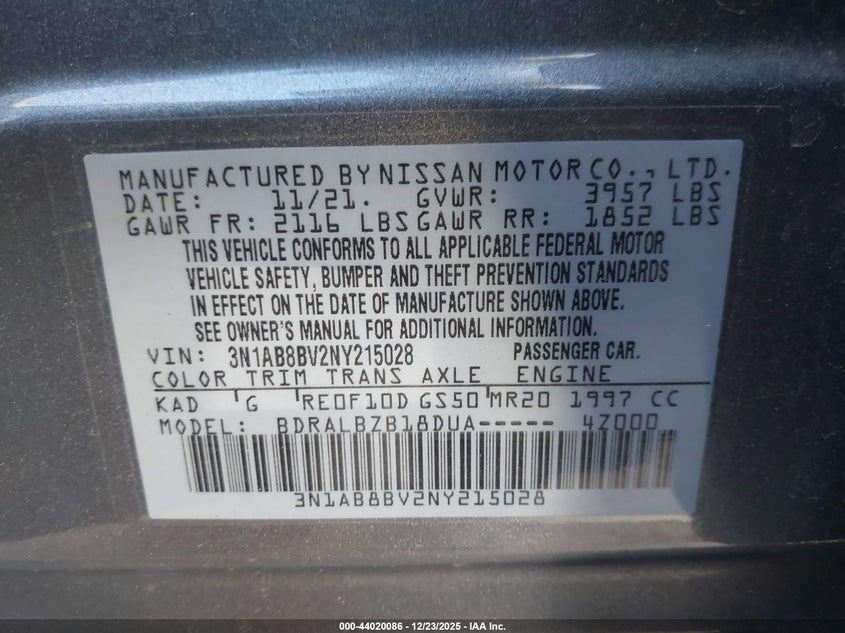 MANUFACTURED BY NISSAN MOTOR CO., LTD.
DATE: 11/21. GVWR: 3957 LBS
GAWR FR: 2116 LBS GAWR RR: 1852 LBS
THIS VEHICLE CONFORMS TO ALL APPLICABLE FEDERAL MOTOR
VEHICLE SAFETY, BUMPER AND THEFT PREVENTION STANDARDS
IN EFFECT ON THE DATE OF MANUFACTURE SHOWN ABOVE.
SEE OWNER'S MANUAL FOR ADDITIONAL INFORMATION.
VIN: 3N1AB8BV2NY215028 PASSENGER CAR.
COLOR TRIM TRANS AXLE ENGINE
KAD G RE0F10D GS50 MR20 1997 CC
MODEL: BDRALBZB18DUA----- 4Z000
3N1AB8BV2NY215028
000-44020086 - 12/23/2025 - IAA Inc.